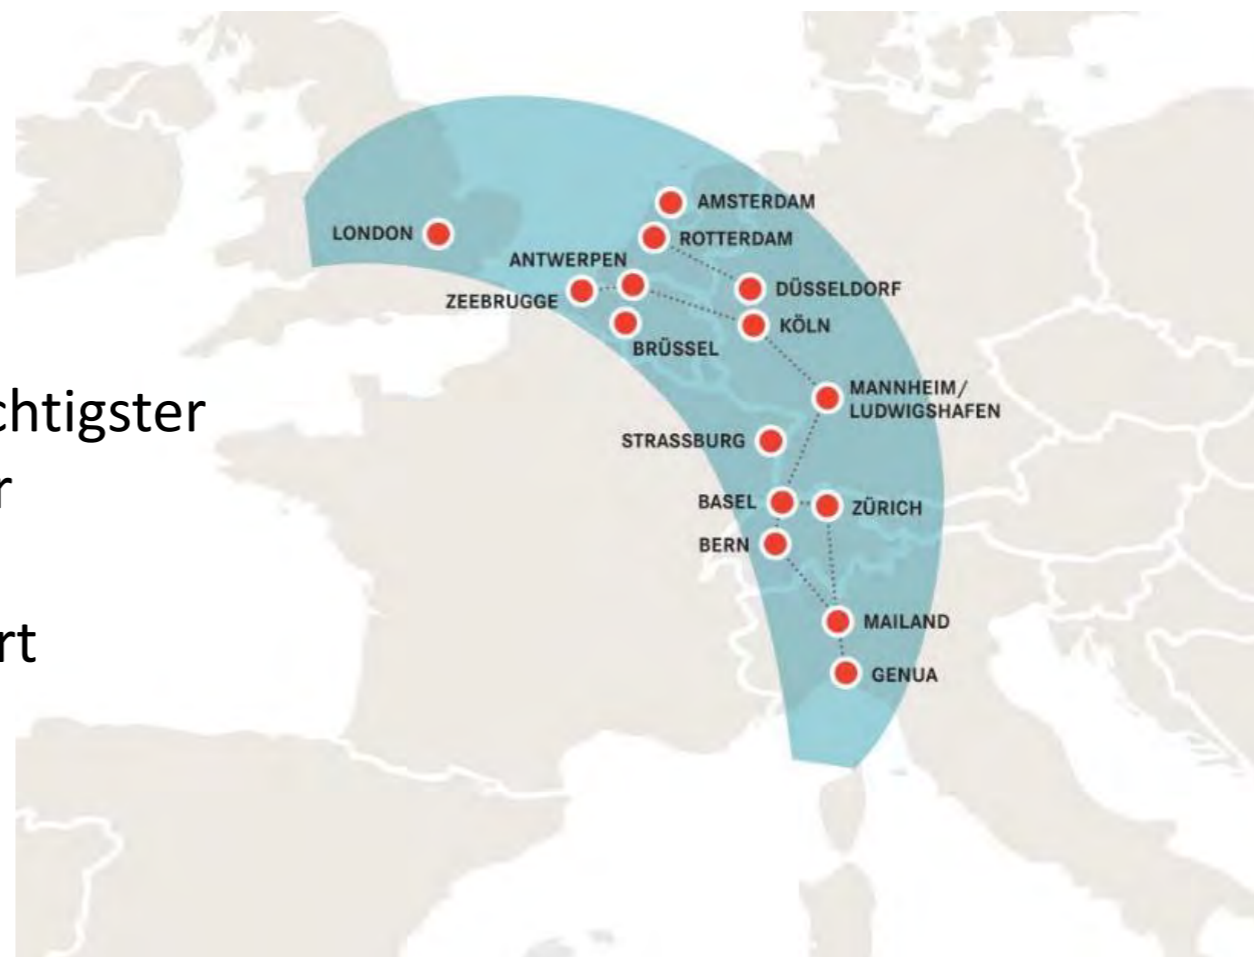 AMSTERDAM
LONDON
ROTTERDAM
ANTWERPEN
DÜSSELDORF
ZEEBRUGGE
KÖLN
BRÜSSEL
MANNHEIM/
LUDWIGSHAFEN
chtigster
STRASSBURG
r
BASEL
ZÜRICH
BERN
MAILAND
rt
GENUA